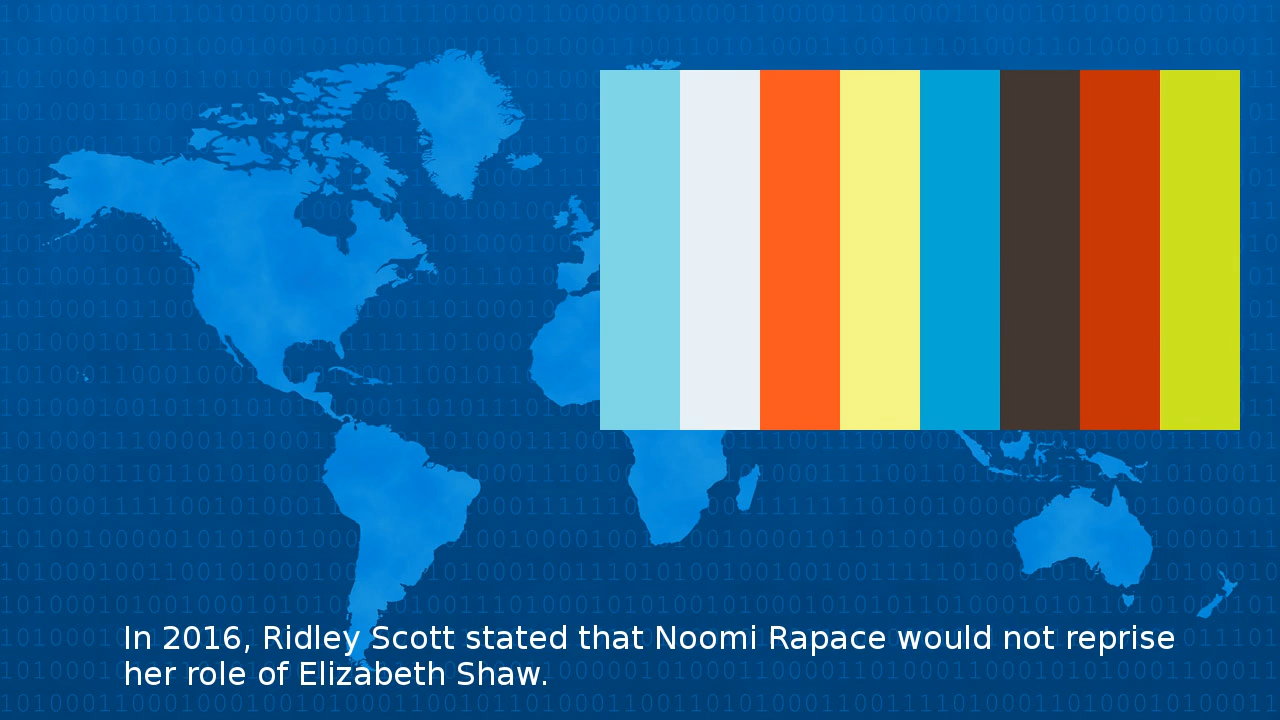 In 2016, Ridley Scott stated that Noomi Rapace would not reprise
her role of Elizabeth Shaw.